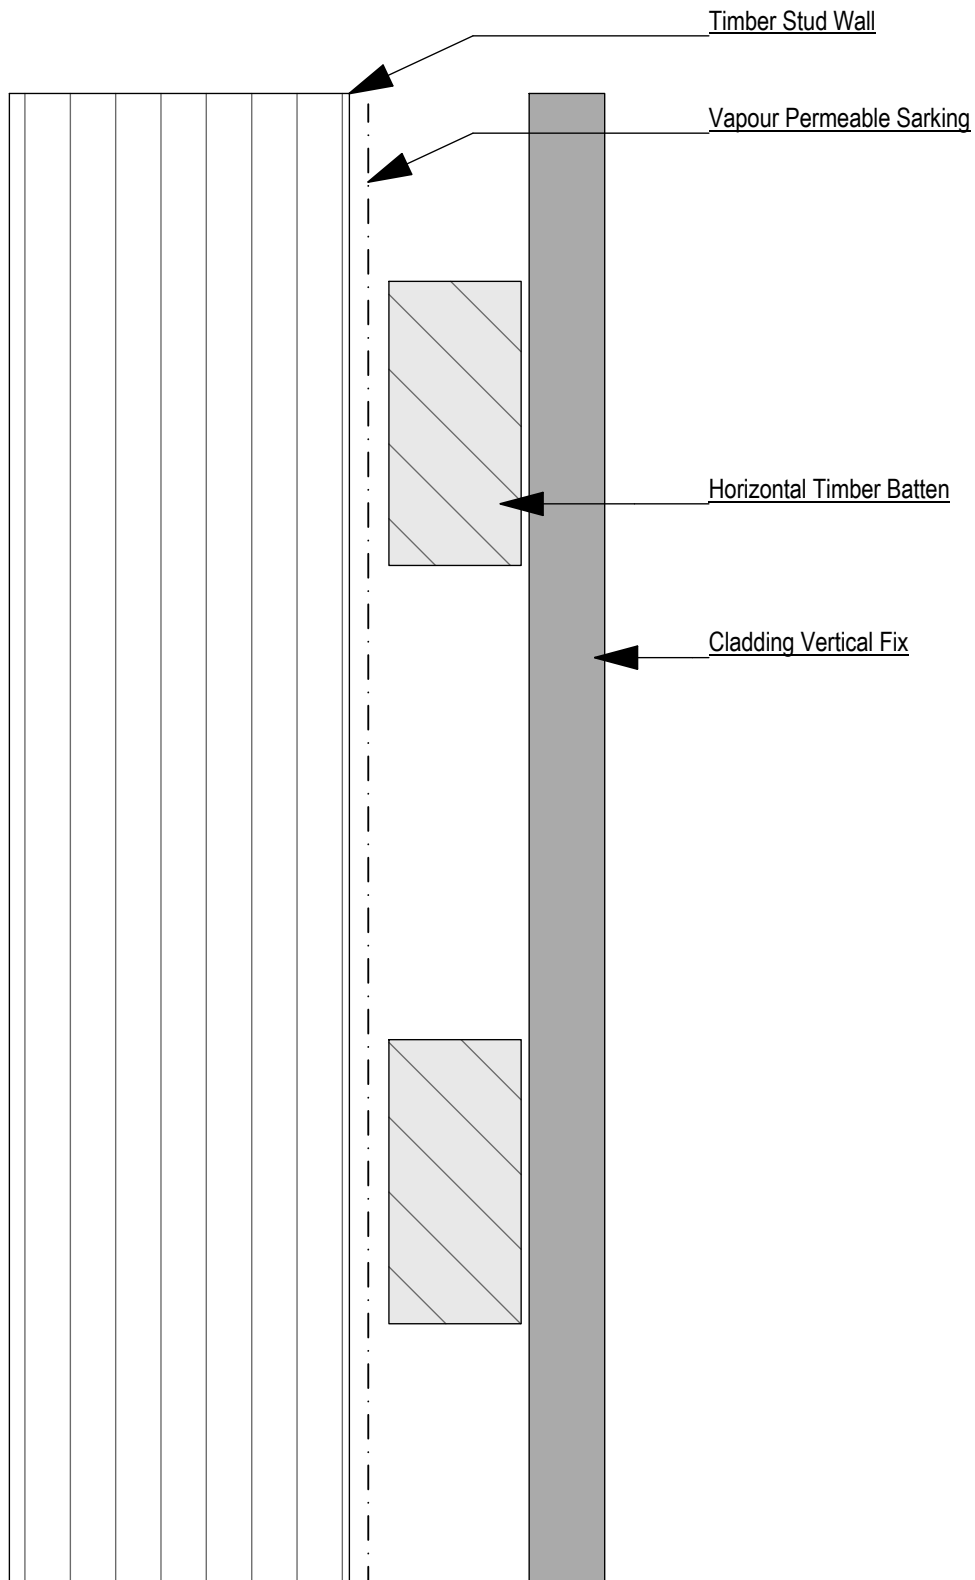 Timber Stud Wall
Vapour Permeable Sarking
Horizontal Timber Batten
Cladding Vertical Fix